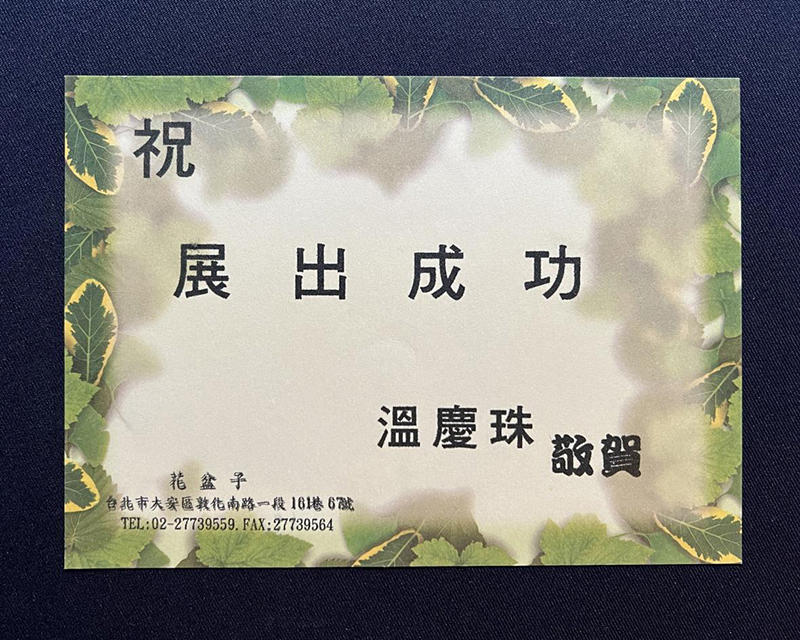 祝
展出成功
溫慶珠 敬賀
花盆子
台北市大安區敦化南路一段161巷67號
TEL:02-27739559.FAX:27739564